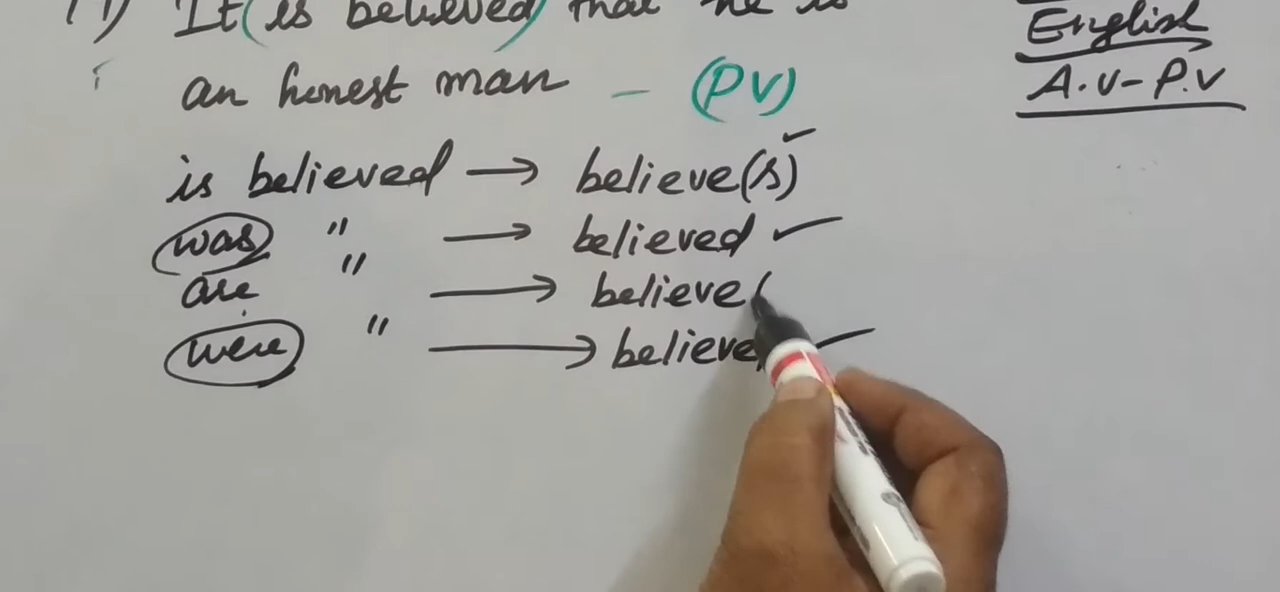 1) It (is believed) that he is
an honest man - (PV)
is believed → believe(s) ✓
was " → believed ✓
are " → believe(
were " → believe ✓
English
A.V-P.V